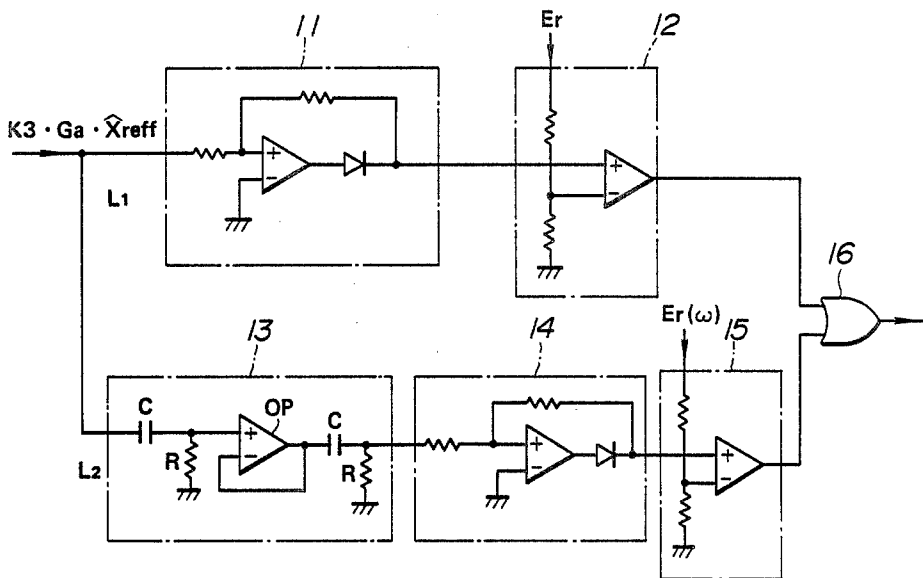 11
Er
12
K3・Ga・X̂reff
+
−
+
−
L1
16
Er(ω)
13
14
15
C
OP
C
+
−
R
R
L2
+
−
+
−